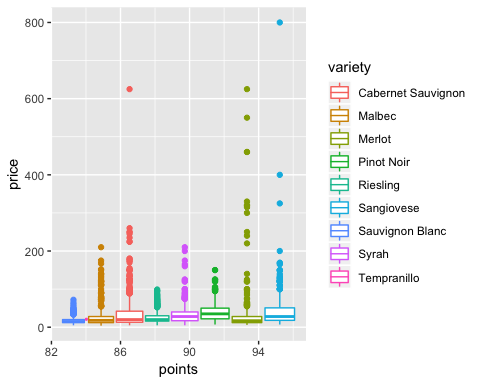 800
600
400
200
0
price
82
86
90
94
points
variety
Cabernet Sauvignon
Malbec
Merlot
Pinot Noir
Riesling
Sangiovese
Sauvignon Blanc
Syrah
Tempranillo